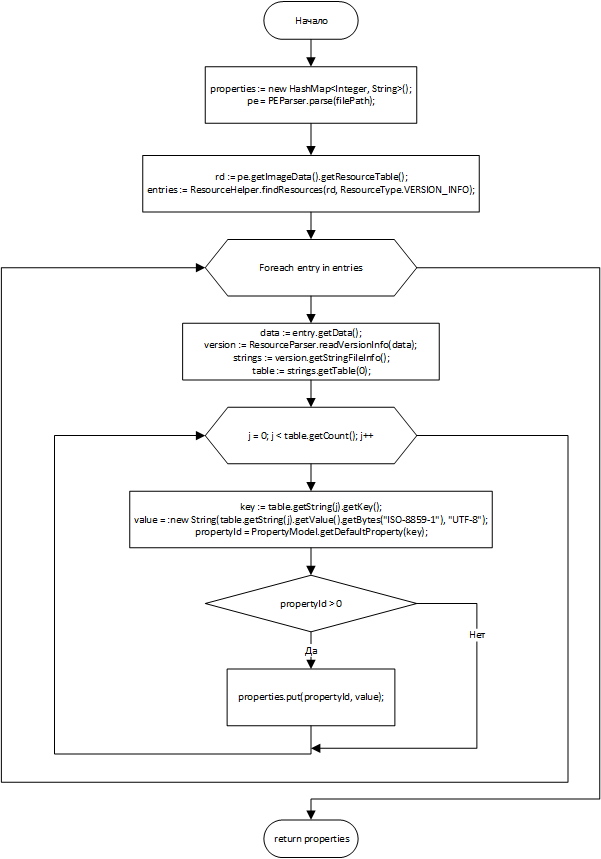 Начало
properties := new HashMap<Integer, String>();
pe = PEParser.parse(filePath);
rd := pe.getImageData().getResourceTable();
entries := ResourceHelper.findResources(rd, ResourceType.VERSION_INFO);
Foreach entry in entries
data := entry.getData();
version := ResourceParser.readVersionInfo(data);
strings := version.getStringFileInfo();
table := strings.getTable(0);
j = 0; j < table.getCount(); j++
key := table.getString(j).getKey();
value = :new String(table.getString(j).getValue().getBytes("ISO-8859-1"), "UTF-8");
propertyId = PropertyModel.getDefaultProperty(key);
propertyId > 0
Нет
Да
properties.put(propertyId, value);
return properties